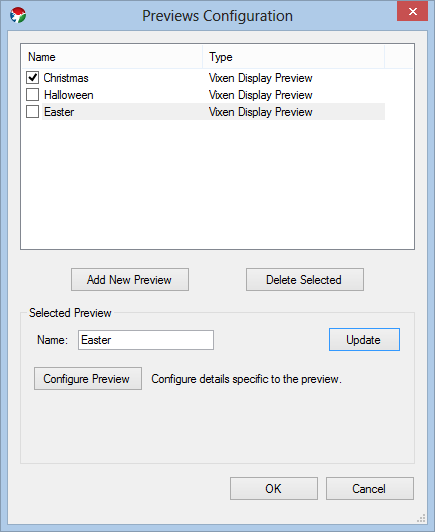 Previews Configuration
Name Type
Christmas Vixen Display Preview
Halloween Vixen Display Preview
Easter Vixen Display Preview
Add New Preview Delete Selected
Selected Preview
Name: Easter Update
Configure Preview Configure details specific to the preview.
OK Cancel